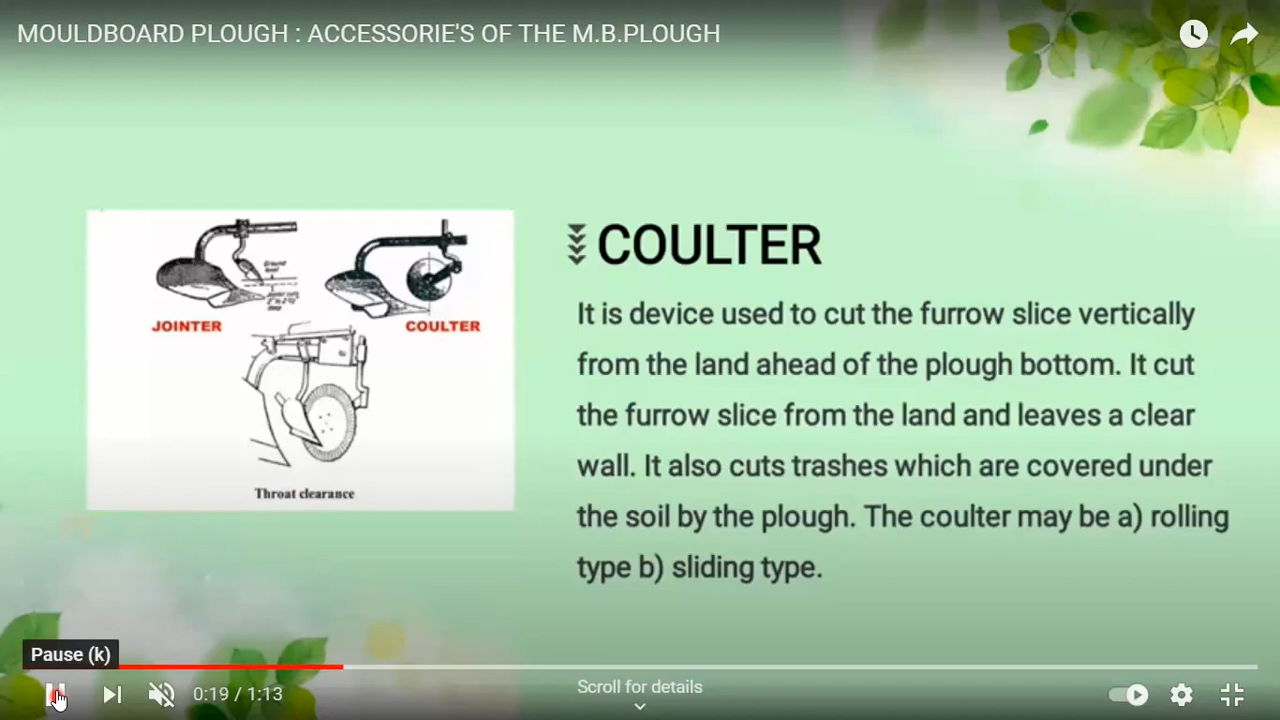 MOULDBOARD PLOUGH : ACCESSORIE'S OF THE M.B.PLOUGH
JOINTER
COULTER
Throat clearance
COULTER
It is device used to cut the furrow slice vertically
from the land ahead of the plough bottom. It cut
the furrow slice from the land and leaves a clear
wall. It also cuts trashes which are covered under
the soil by the plough. The coulter may be a) rolling
type b) sliding type.
Pause (k)
0:19 / 1:13
Scroll for details